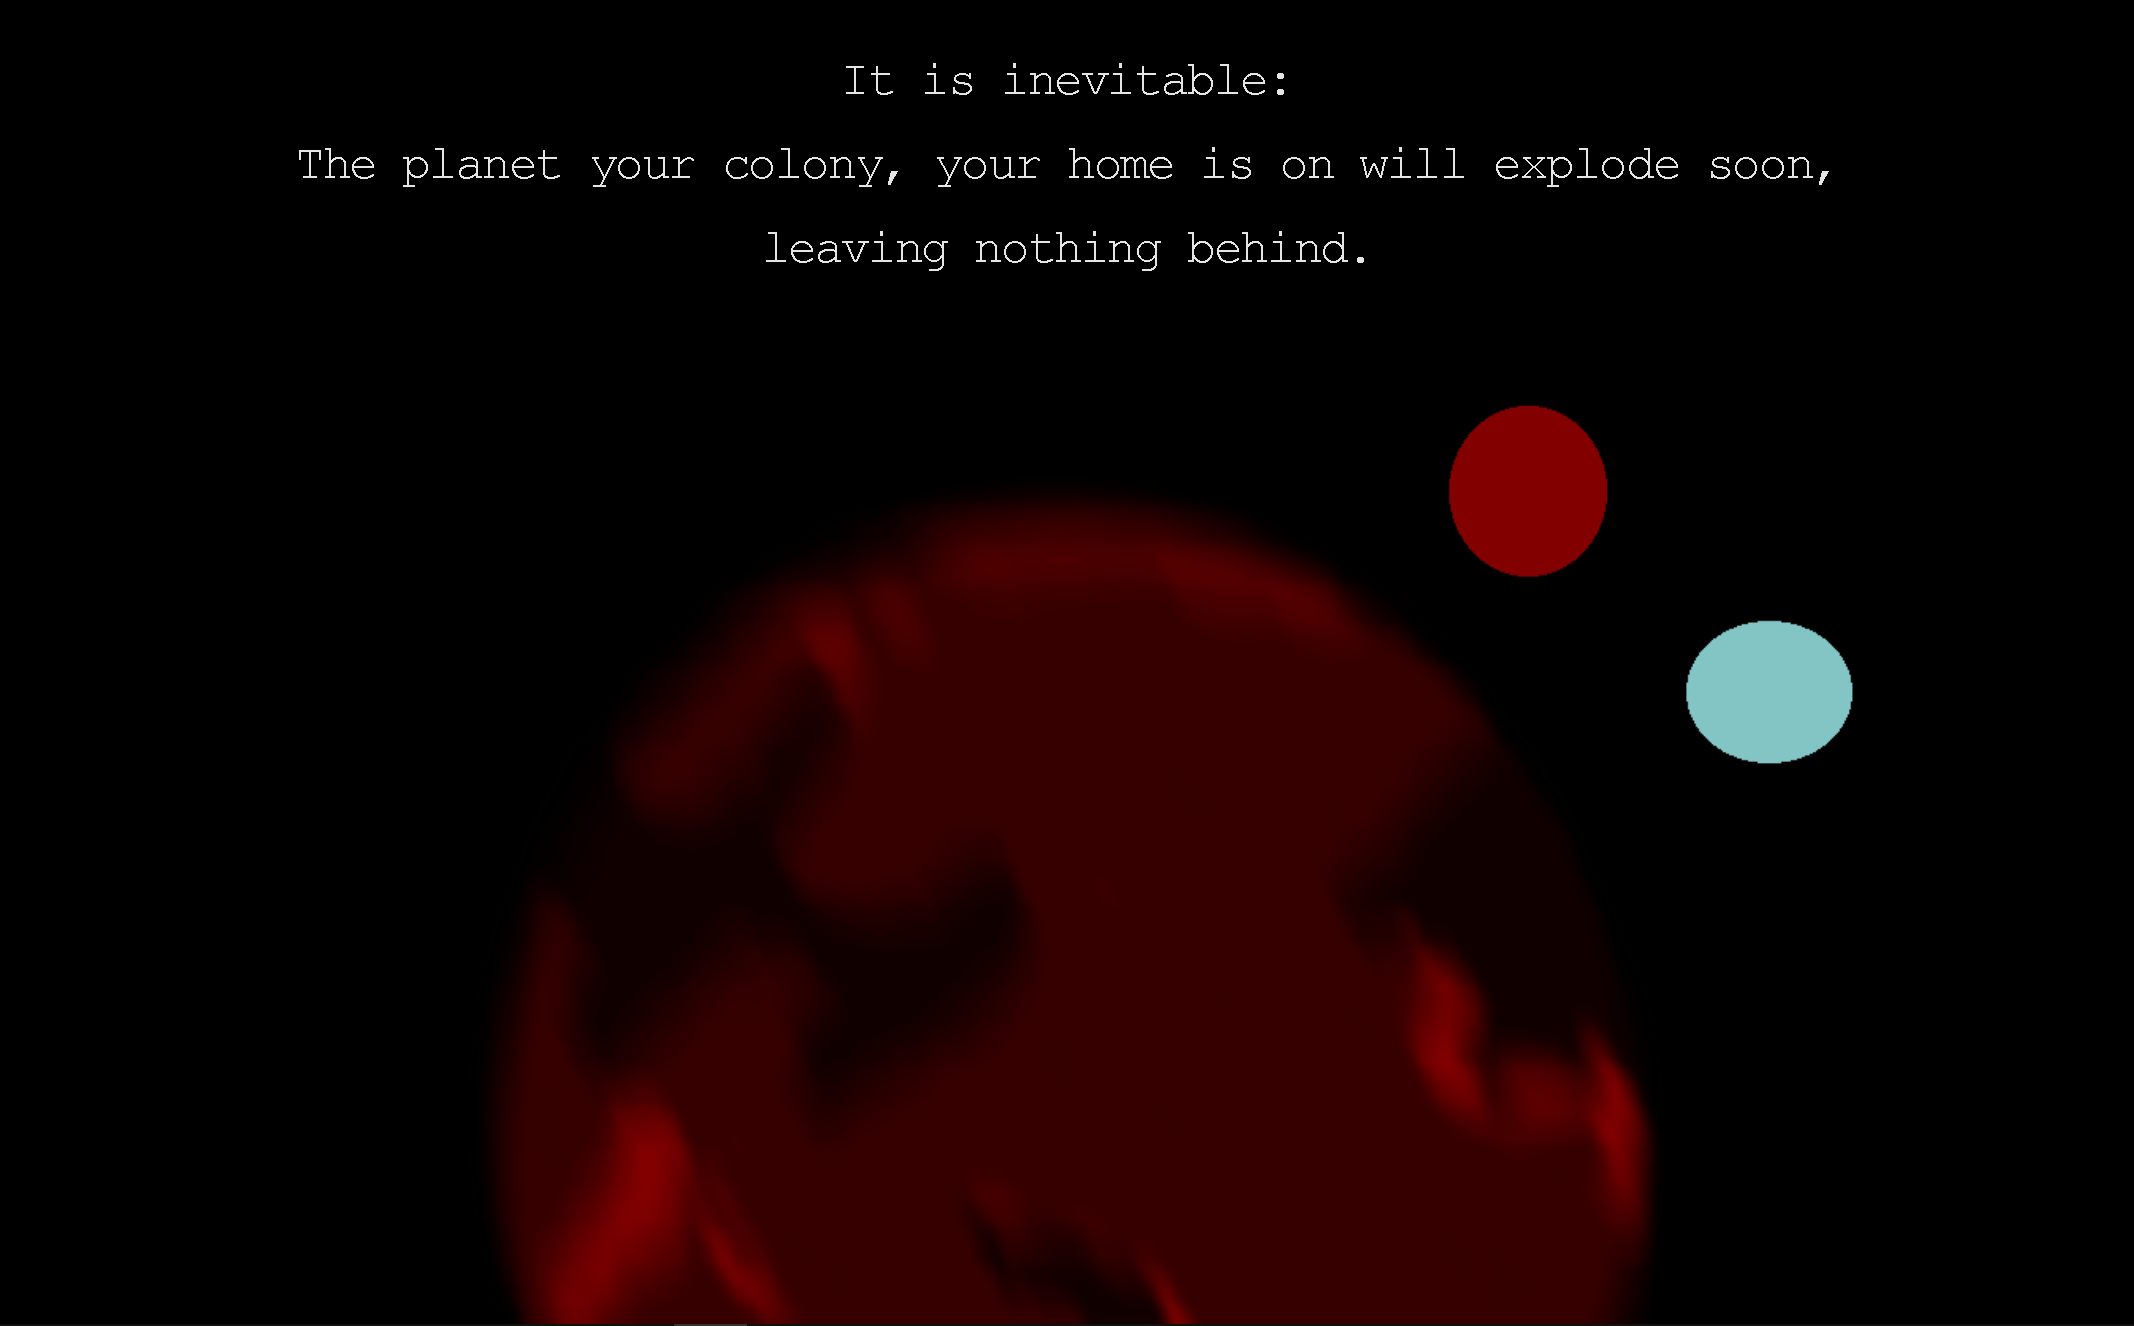 It is inevitable:
The planet your colony, your home is on will explode soon,
leaving nothing behind.